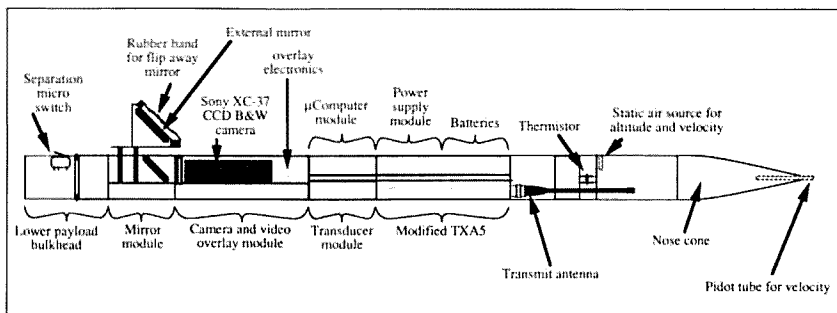 External mirror
Rubber band
for flip away
mirror
overlay
electronics
Separation
micro
switch
Sony XC-37
CCD B&W
camera
µComputer
module
Power
supply
module
Batteries
Thermistor
Static air source for
altitude and velocity
Lower payload
bulkhead
Mirror
module
Camera and video
overlay module
Transducer
module
Modified TXA5
Transmit antenna
Nose cone
Pidot tube for velocity